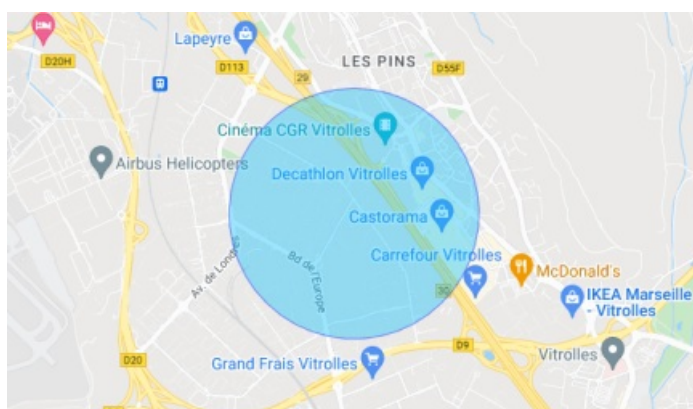 Lapeyre
LES PINS
D20H
D113
D55F
29
Cinéma CGR Vitrolles
Airbus Helicopters
Decathlon Vitrolles
Castorama
Av. de Londres
Bd de l'Europe
Carrefour Vitrolles
McDonald's
30
IKEA Marseille
- Vitrolles
D20
Grand Frais Vitrolles
D9
Vitrolles